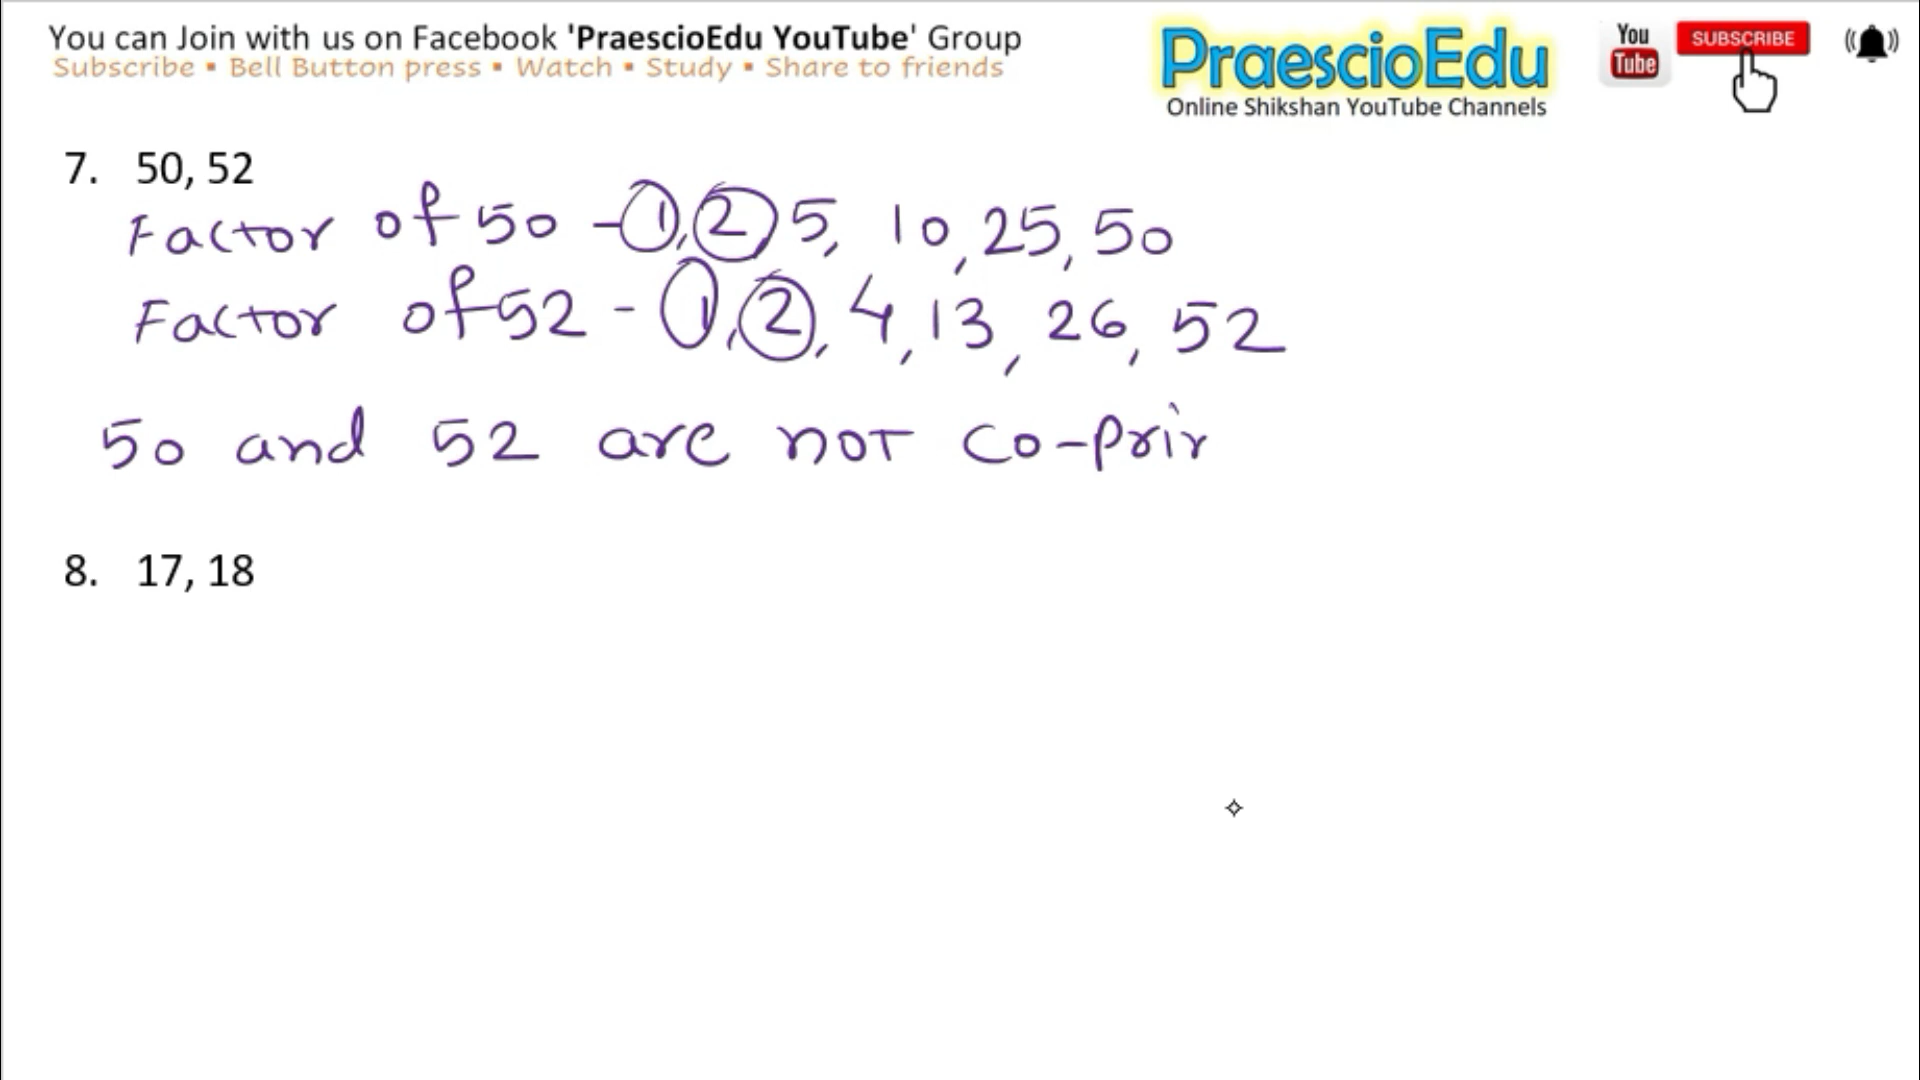 You can Join with us on Facebook 'PraescioEdu YouTube' Group
Subscribe ▪ Bell Button press ▪ Watch ▪ Study ▪ Share to friends
PraescioEdu
Online Shikshan YouTube Channels
You
Tube
SUBSCRIBE
7. 50, 52
Factor of 50 - 1, 2, 5, 10, 25, 50
Factor of 52 - 1, 2, 4, 13, 26, 52
50 and 52 are not co-prir
8. 17, 18